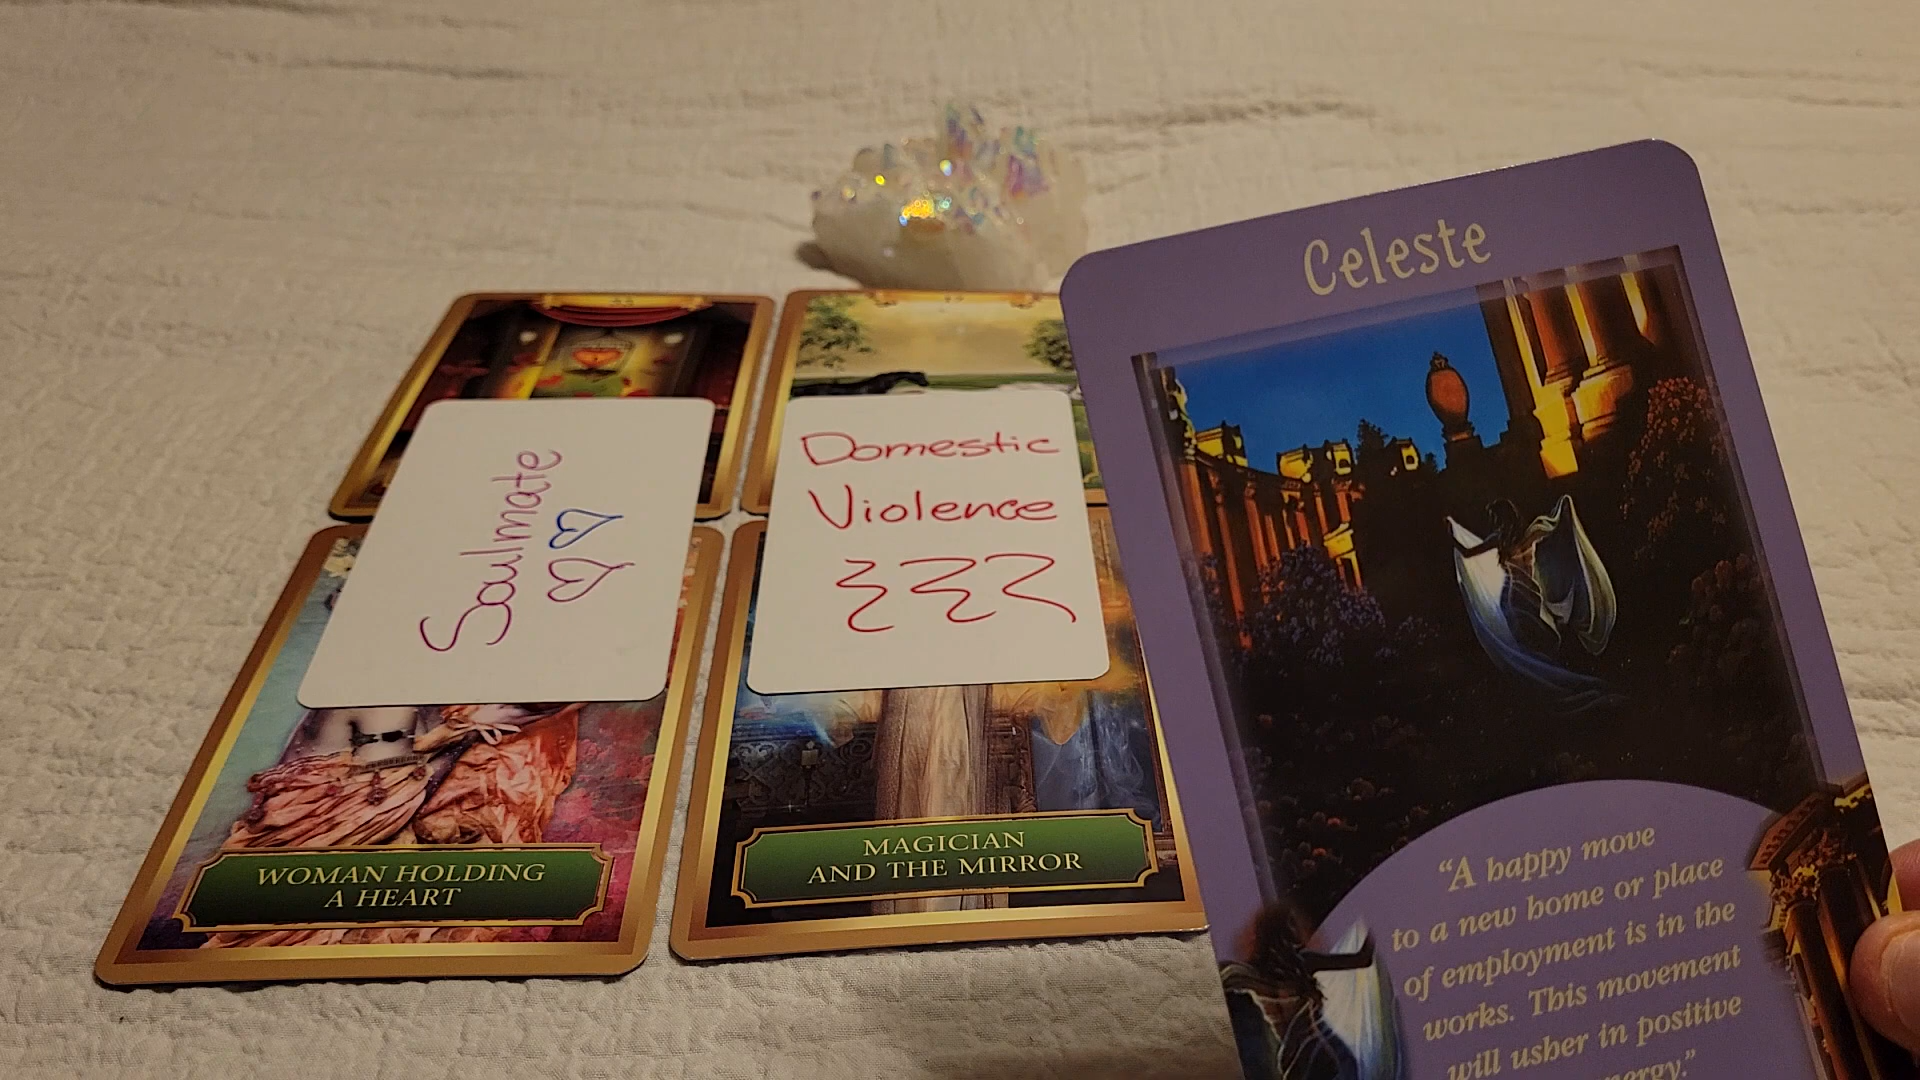 Soulmate
Domestic
Violence
WOMAN HOLDING
A HEART
MAGICIAN
AND THE MIRROR
Celeste
“A happy move
to a new home or place
of employment is in the
works. This movement
will usher in positive